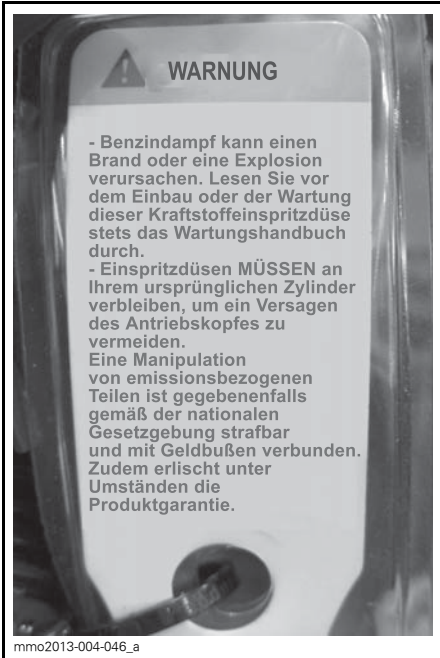 WARNUNG
- Benzindampf kann einen
Brand oder eine Explosion
verursachen. Lesen Sie vor
dem Einbau oder der Wartung
dieser Kraftstoffeinspritzdüse
stets das Wartungshandbuch
durch.
- Einspritzdüsen MÜSSEN an
Ihrem ursprünglichen Zylinder
verbleiben, um ein Versagen
des Antriebskopfes zu
vermeiden.
Eine Manipulation
von emissionsbezogenen
Teilen ist gegebenenfalls
gemäß der nationalen
Gesetzgebung strafbar
und mit Geldbußen verbunden.
Zudem erlischt unter
Umständen die
Produktgarantie.
mmo2013-004-046_a